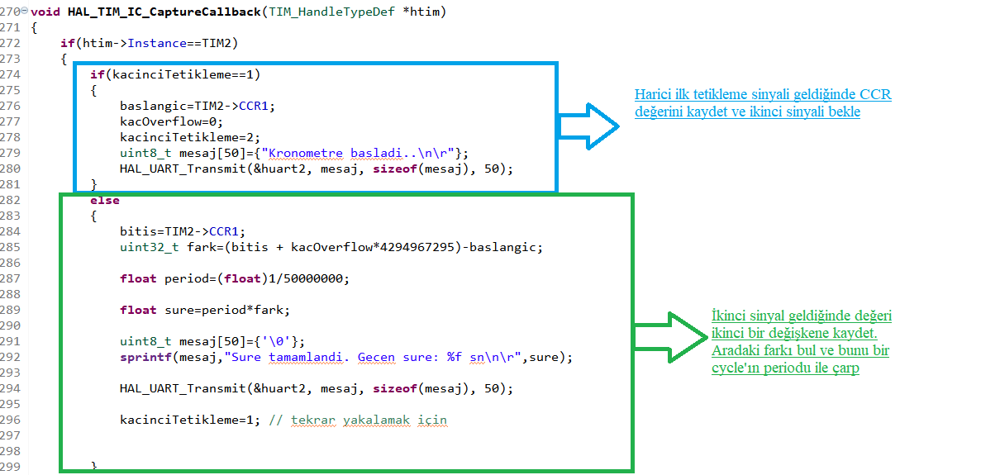 270 void HAL_TIM_IC_CaptureCallback(TIM_HandleTypeDef *htim)
271 {
272 if(htim->Instance==TIM2)
273 {
274 if(kacinciTetikleme==1)
275 {
276 baslangic=TIM2->CCR1;
277 kacOverflow=0;
278 kacinciTetikleme=2;
279 uint8_t mesaj[50]={"Kronometre basladi..\n\r"};
280 HAL_UART_Transmit(&huart2, mesaj, sizeof(mesaj), 50);
281 }
282 else
283 {
284 bitis=TIM2->CCR1;
285 uint32_t fark=(bitis + kacOverflow*4294967295)-baslangic;
286
287 float period=(float)1/50000000;
288
289 float sure=period*fark;
290
291 uint8_t mesaj[50]={'\0'};
292 sprintf(mesaj,"Sure tamamlandi. Gecen sure: %f sn\n\r",sure);
293
294 HAL_UART_Transmit(&huart2, mesaj, sizeof(mesaj), 50);
295
296 kacinciTetikleme=1; // tekrar yakalamak için
297
298
299 }
Harici ilk tetikleme sinyali geldiğinde CCR
değerini kaydet ve ikinci sinyali bekle
İkinci sinyal geldiğinde değeri
ikinci bir değişkene kaydet.
Aradaki farkı bul ve bunu bir
cycle'ın periodu ile çarp